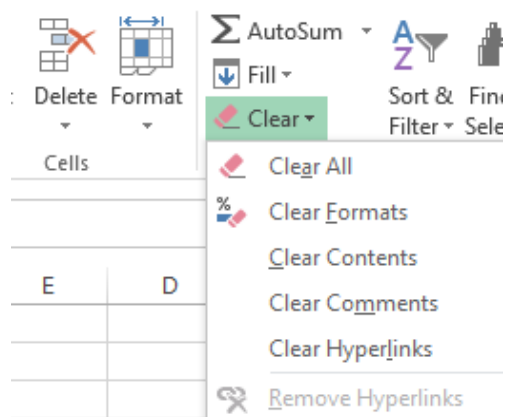 AutoSum
Fill
Delete Format
Clear
Sort &
Filter
Cells
Clear All
Clear Formats
Clear Contents
Clear Comments
Clear Hyperlinks
Remove Hyperlinks
E D